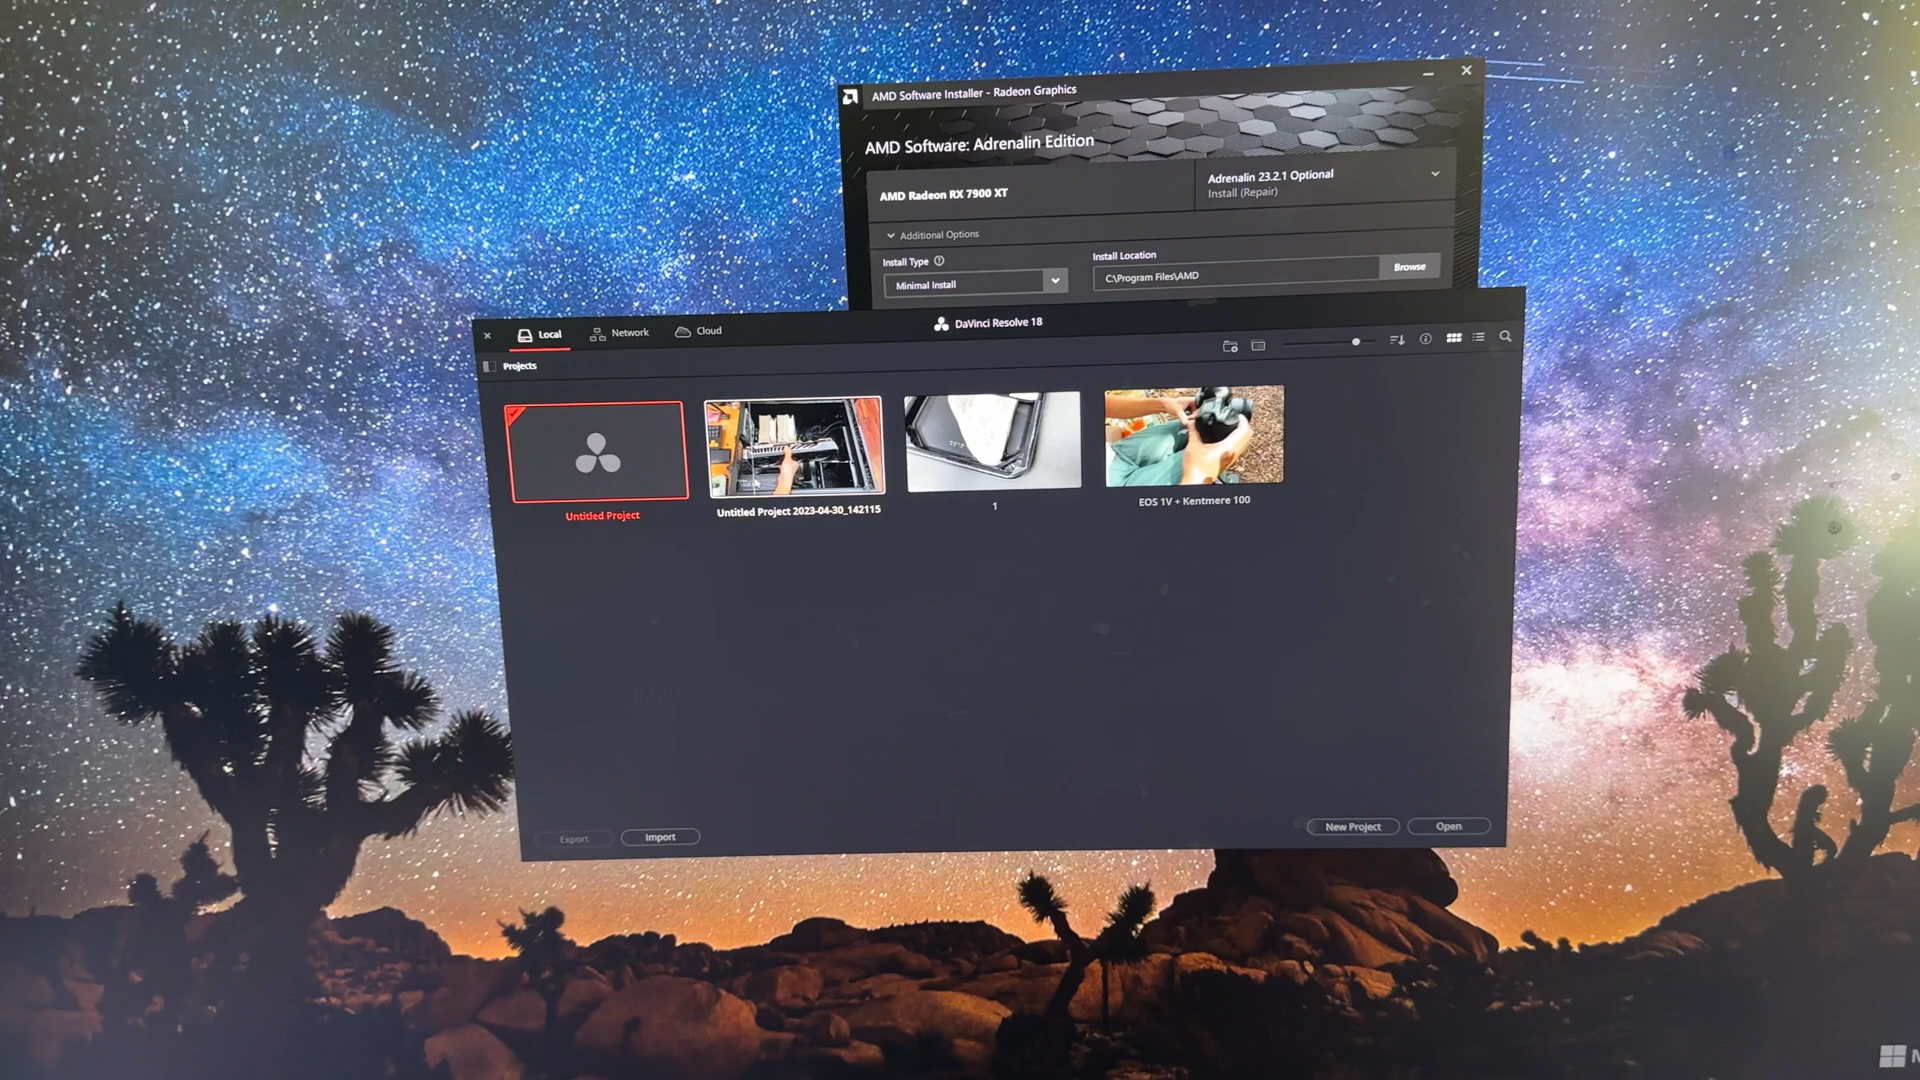 AMD Software Installer - Radeon Graphics
AMD Software: Adrenalin Edition
AMD Radeon RX 7900 XT
Adrenalin 23.2.1 Optional
Install (Repair)
Additional Options
Install Type
Install Location
Minimal Install
C:\Program Files\AMD
Browse
Local
Network
Cloud
DaVinci Resolve 18
Projects
Untitled Project
Untitled Project 2023-04-30_142115
1
EOS 1V + Kentmere 100
Export
Import
New Project
Open